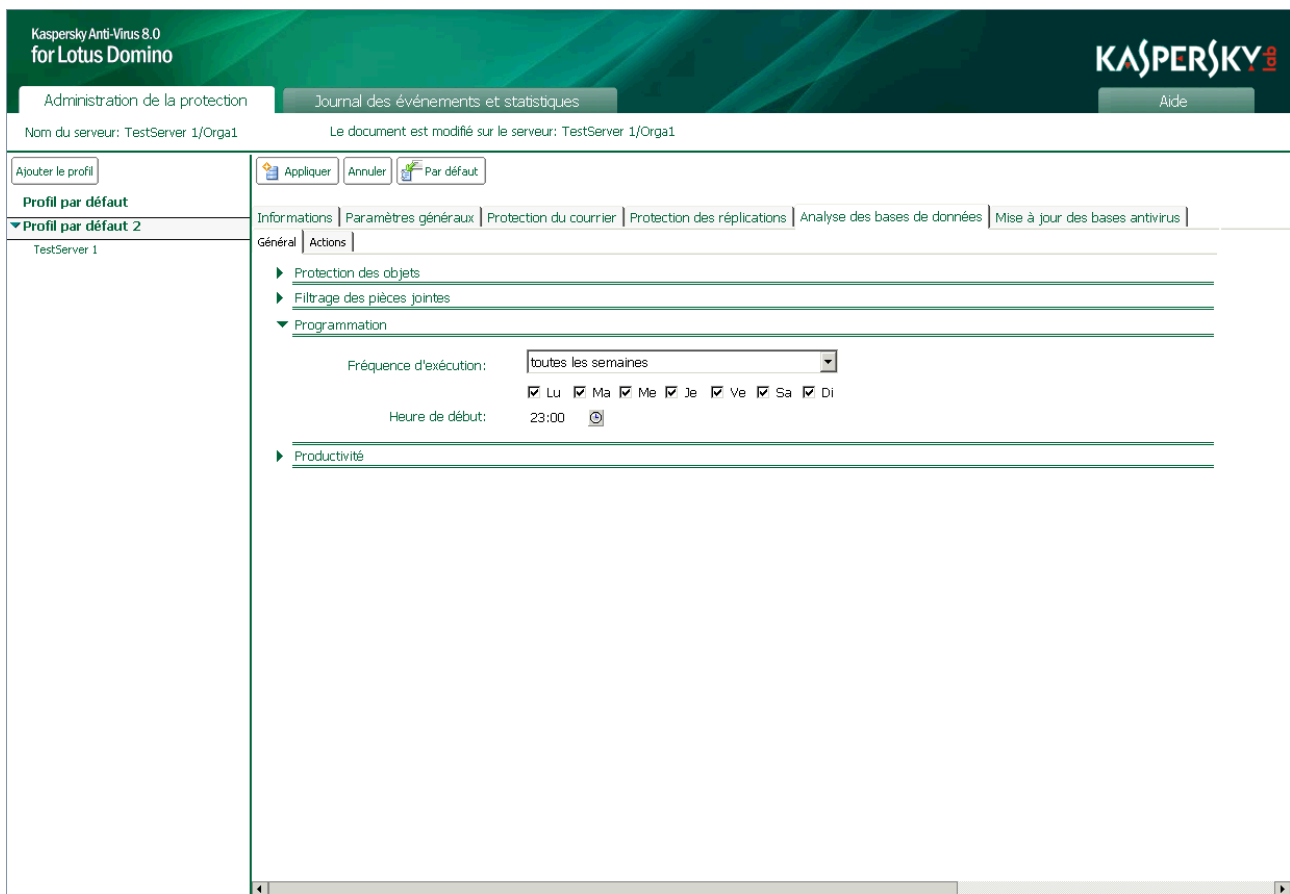 Kaspersky Anti-Virus 8.0
for Lotus Domino
KASPERSKY lab
Administration de la protection
Journal des événements et statistiques
Aide
Nom du serveur: TestServer 1/Orga1
Le document est modifié sur le serveur: TestServer 1/Orga1
Ajouter le profil
Appliquer
Annuler
Par défaut
Profil par défaut
Profil par défaut 2
TestServer 1
Informations
Paramètres généraux
Protection du courrier
Protection des réplications
Analyse des bases de données
Mise à jour des bases antivirus
Général
Actions
Protection des objets
Filtrage des pièces jointes
Programmation
Fréquence d'exécution:
toutes les semaines
Lu Ma Me Je Ve Sa Di
Heure de début:
23:00
Productivité